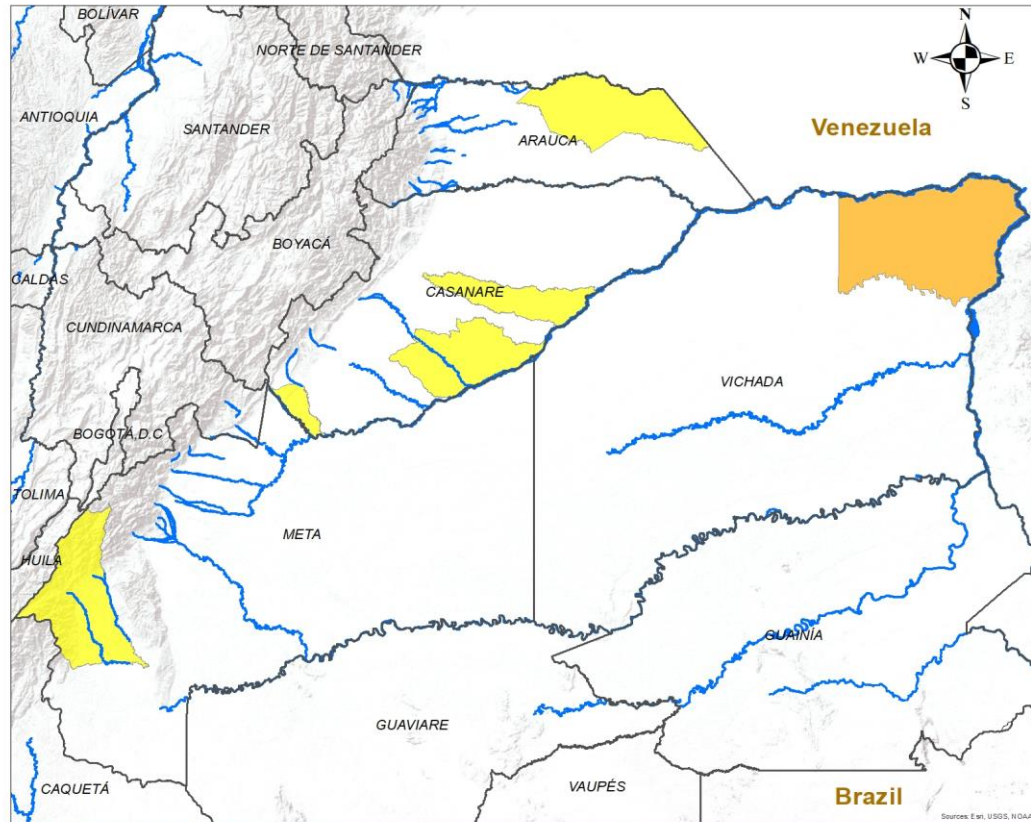 BOLÍVAR
N
W E
S
NORTE DE SANTANDER
ANTIOQUIA
SANTANDER
Venezuela
ARAUCA
BOYACÁ
CALDAS
CASANARE
CUNDINAMARCA
VICHADA
BOGOTÁ, D.C
TOLIMA
META
HUILA
GUAINÍA
GUAVIARE
CAQUETÁ
VAUPÉS
Brazil
Sources: Esri, USGS, NOAA